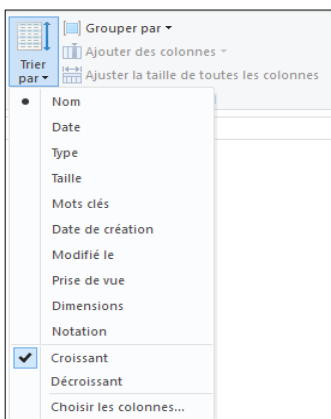 Grouper par
Ajouter des colonnes
Ajuster la taille de toutes les colonnes
Trier
par
Nom
Date
Type
Taille
Mots clés
Date de création
Modifié le
Prise de vue
Dimensions
Notation
Croissant
Décroissant
Choisir les colonnes...